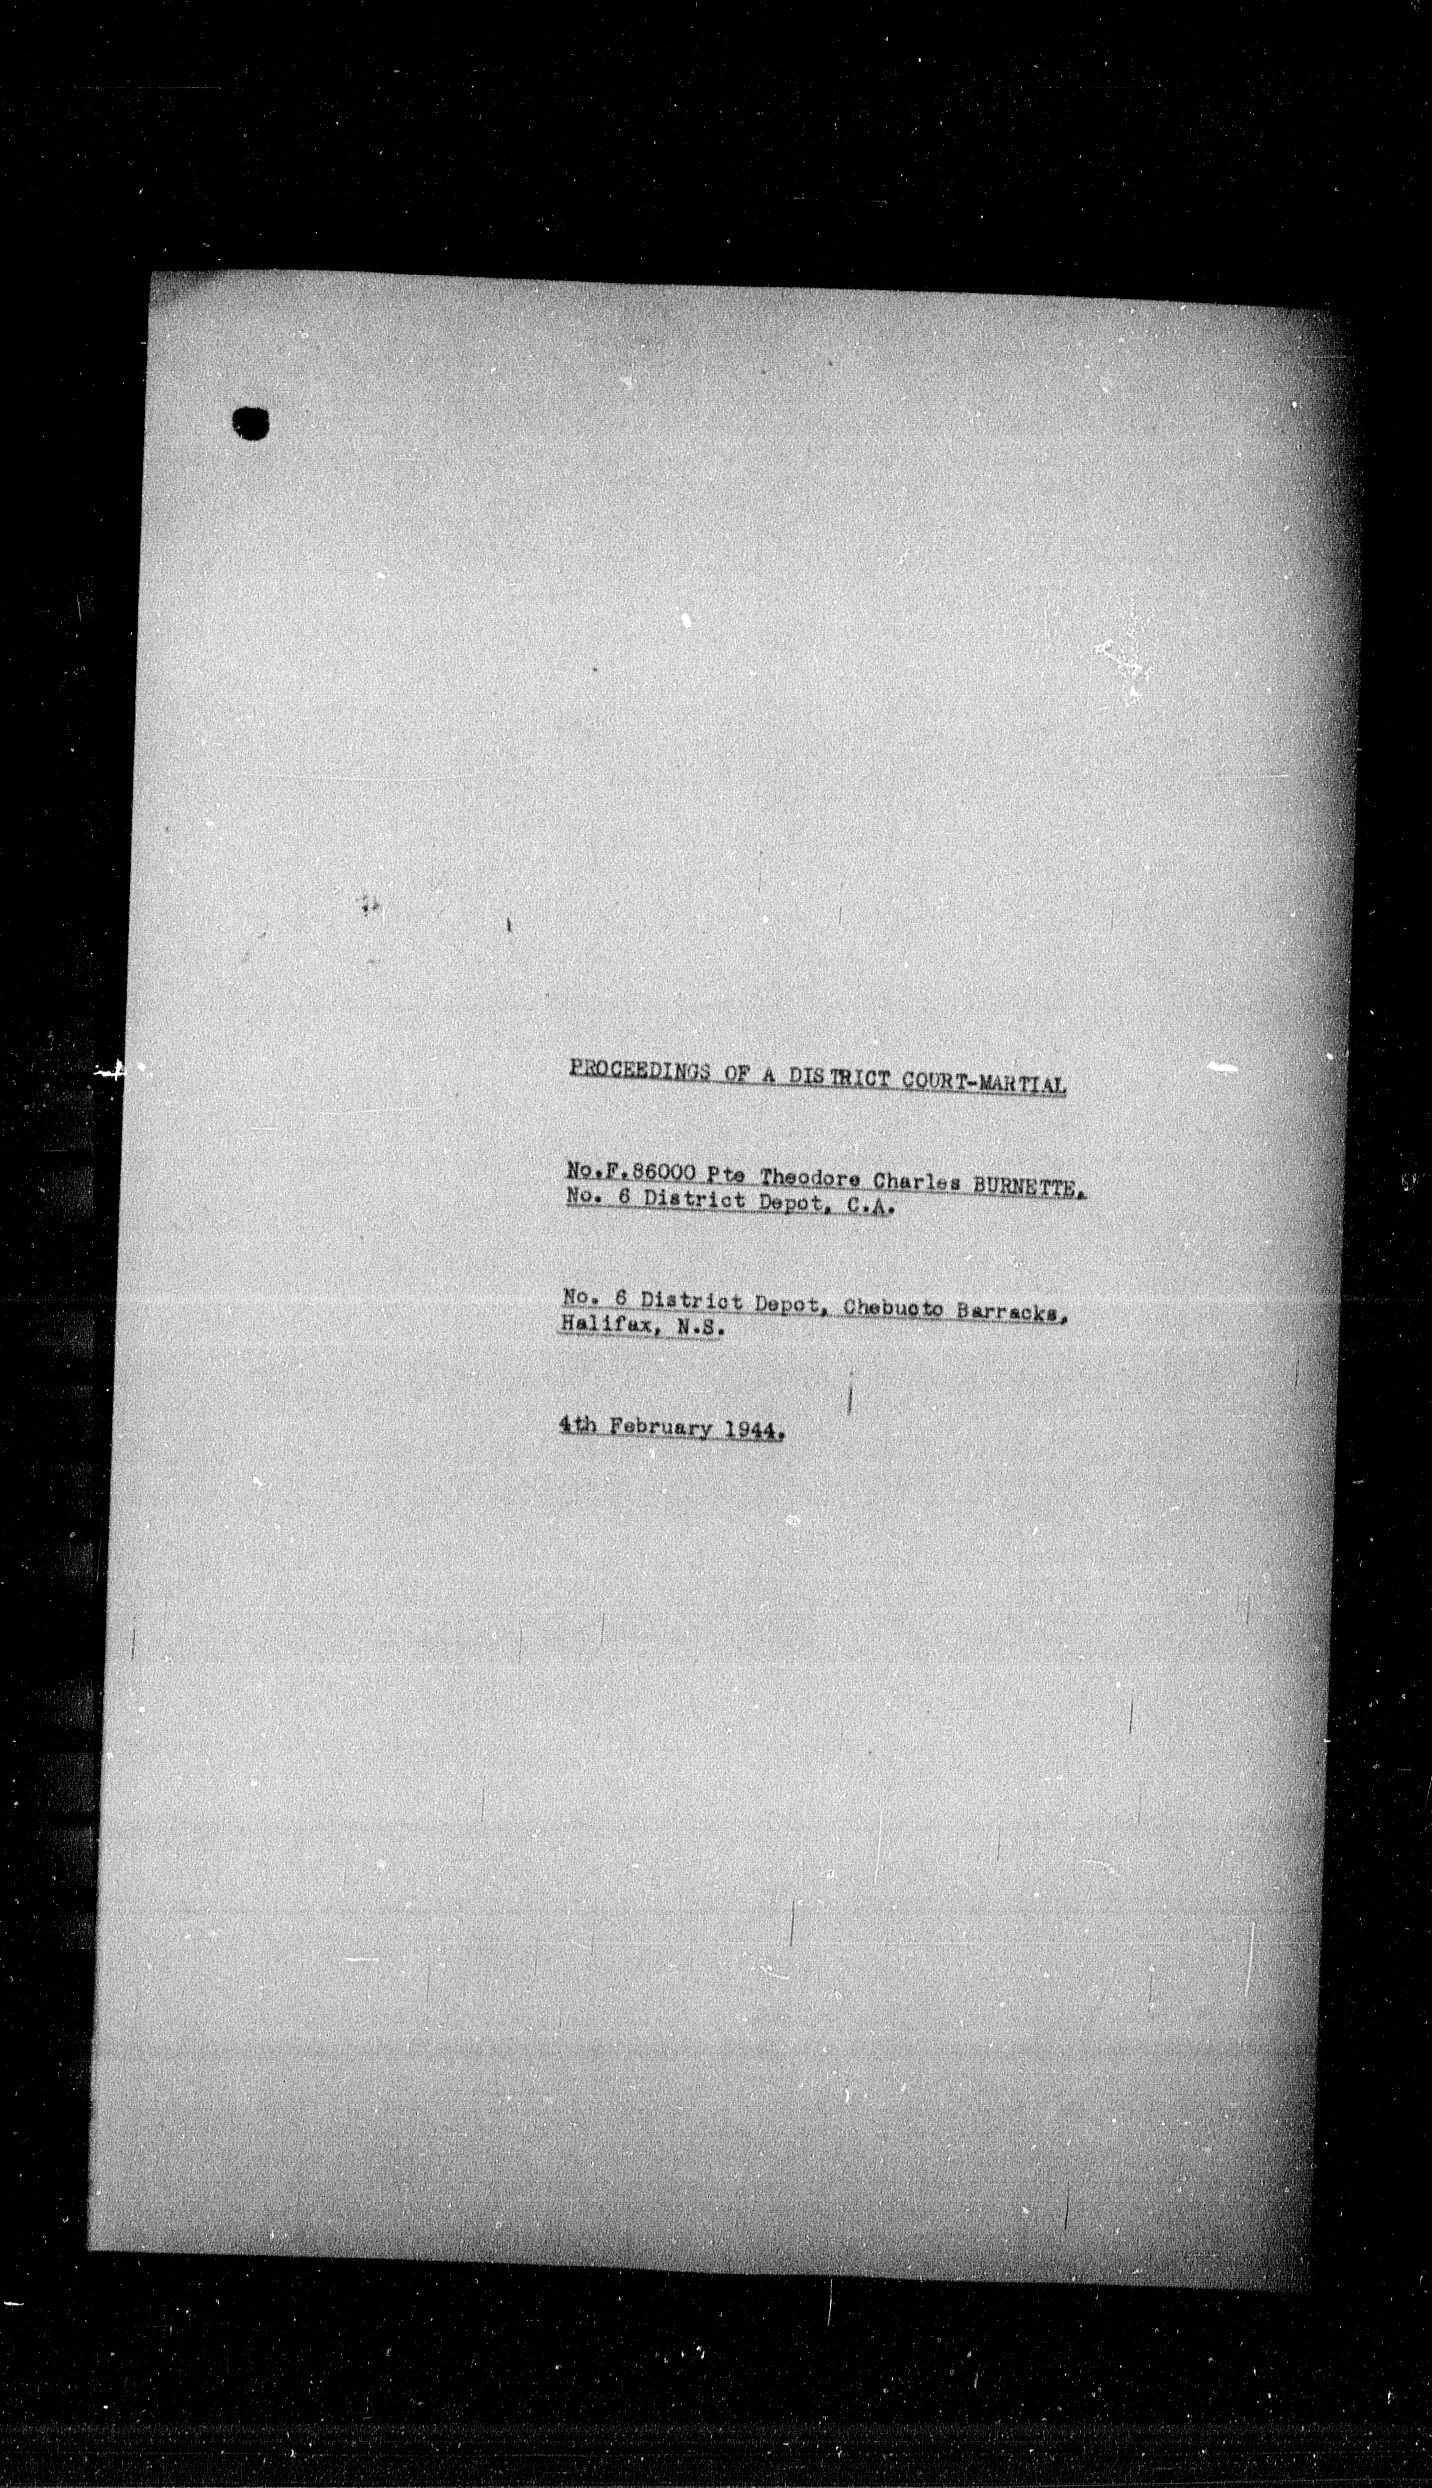 PROCEEDINGS OF A DISTRICT COURT-MARTIAL
No.F.86000 Pte Theodore Charles BURNETTE,
No. 6 District Depot, C.A.
No. 6 District Depot, Chebucto Barracks,
Halifax, N.S.
4th February 1944.